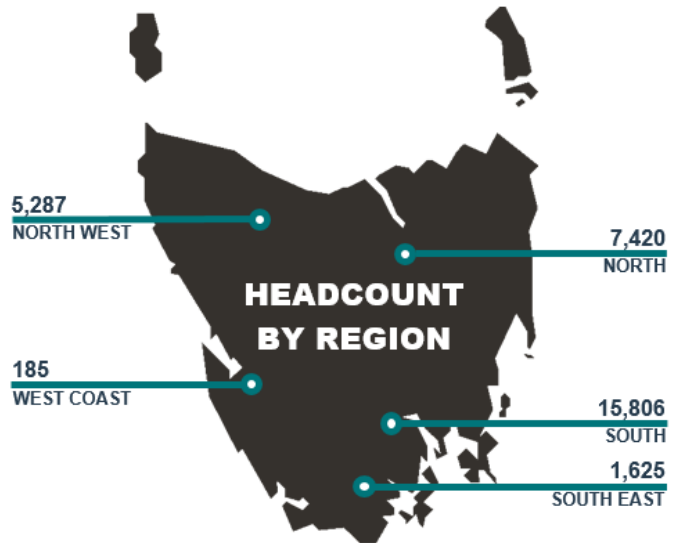 5,287
NORTH WEST
7,420
NORTH
HEADCOUNT
BY REGION
185
WEST COAST
15,806
SOUTH
1,625
SOUTH EAST